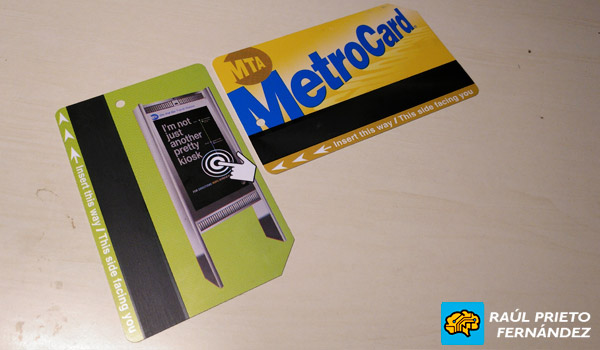 MTA
MetroCard
Insert this way / This side facing you
I'm not
just
another
pretty
kiosk
Insert this way / This side facing you
RAÚL PRIETO
FERNÁNDEZ